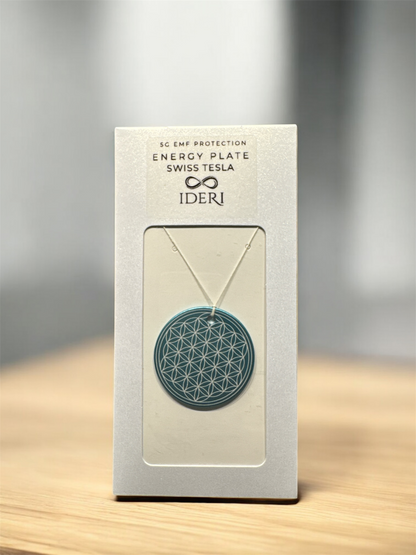 5G EMF PROTECTION
ENERGY PLATE
SWISS TESLA
IDERI